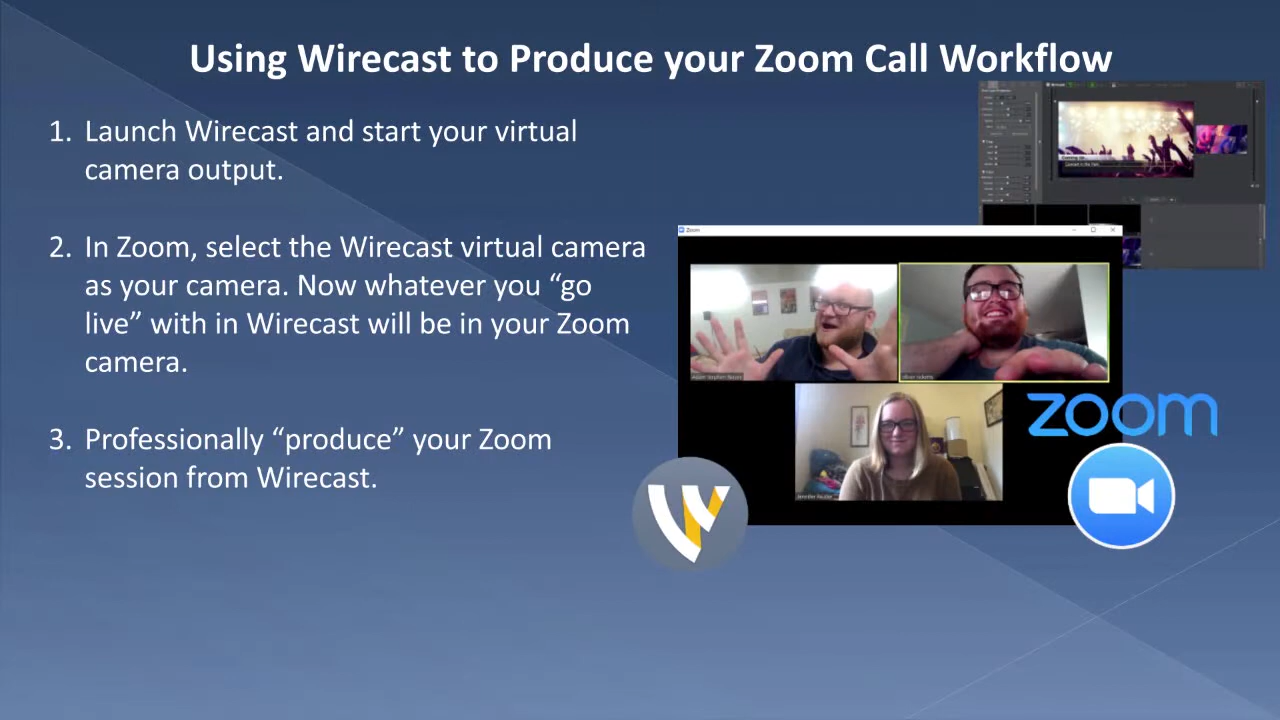 Using Wirecast to Produce your Zoom Call Workflow
1. Launch Wirecast and start your virtual
camera output.
2. In Zoom, select the Wirecast virtual camera
as your camera. Now whatever you “go
live” with in Wirecast will be in your Zoom
camera.
3. Professionally “produce” your Zoom
session from Wirecast.
Zoom
zoom